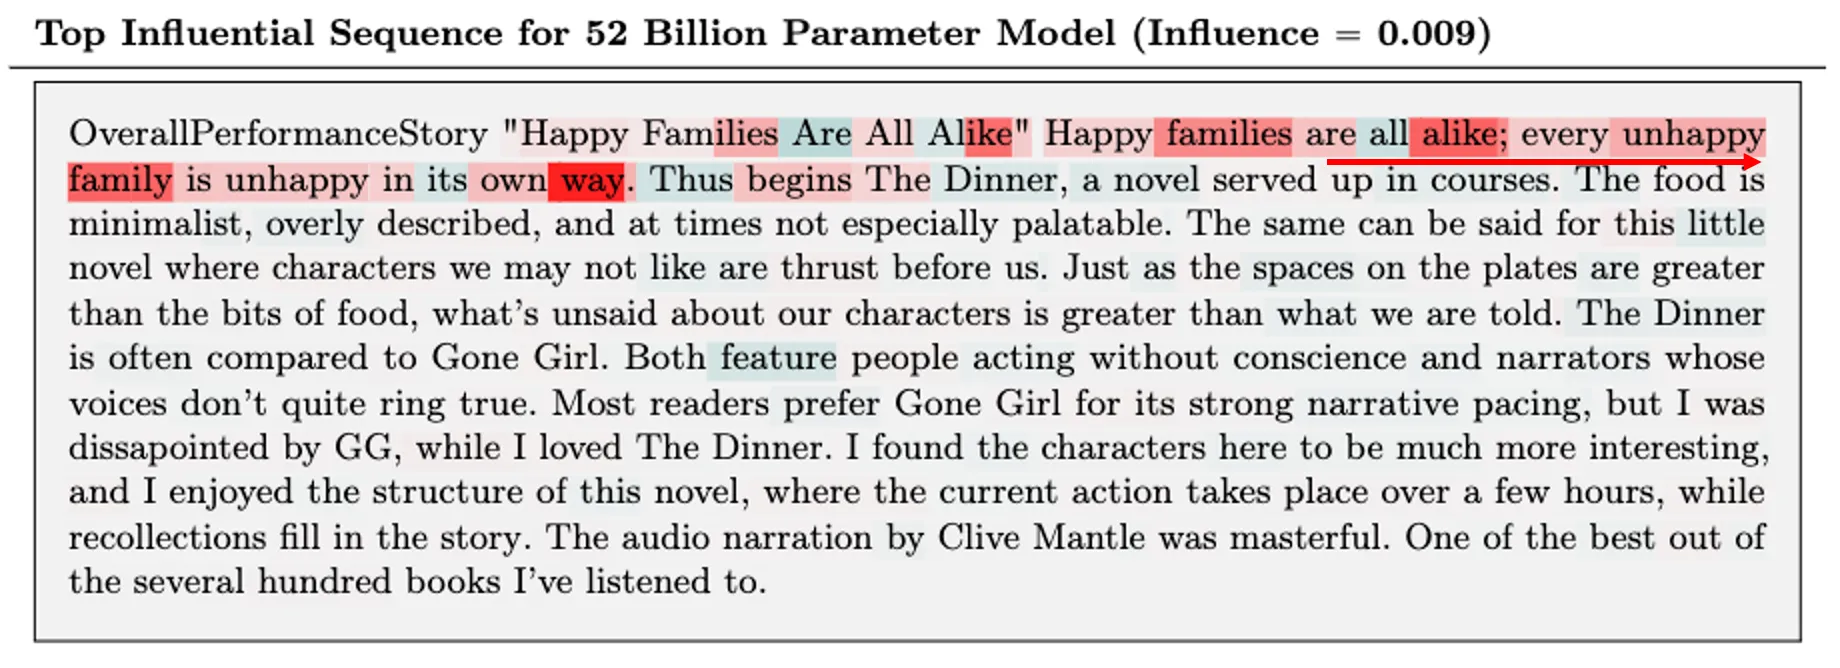 Top Influential Sequence for 52 Billion Parameter Model (Influence = 0.009)
OverallPerformanceStory "Happy Families Are All Alike" Happy families are all alike; every unhappy
family is unhappy in its own way. Thus begins The Dinner, a novel served up in courses. The food is
minimalist, overly described, and at times not especially palatable. The same can be said for this little
novel where characters we may not like are thrust before us. Just as the spaces on the plates are greater
than the bits of food, what's unsaid about our characters is greater than what we are told. The Dinner
is often compared to Gone Girl. Both feature people acting without conscience and narrators whose
voices don't quite ring true. Most readers prefer Gone Girl for its strong narrative pacing, but I was
dissapointed by GG, while I loved The Dinner. I found the characters here to be much more interesting,
and I enjoyed the structure of this novel, where the current action takes place over a few hours, while
recollections fill in the story. The audio narration by Clive Mantle was masterful. One of the best out of
the several hundred books I've listened to.